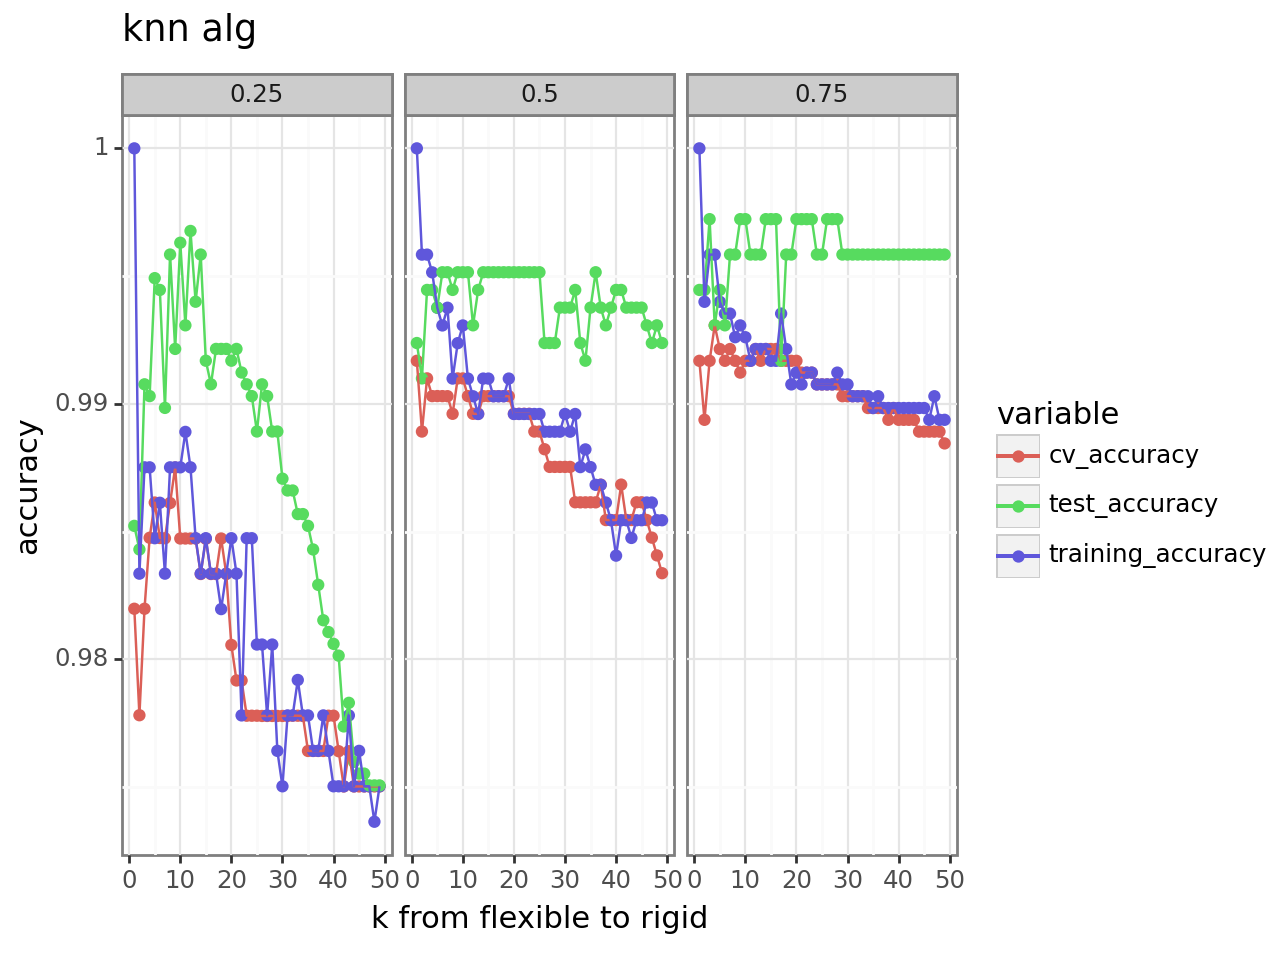 knn alg
0.25 0.5 0.75
1
0.99
0.98
accuracy
0 10 20 30 40 50 0 10 20 30 40 50 0 10 20 30 40 50
k from flexible to rigid
variable
cv_accuracy
test_accuracy
training_accuracy